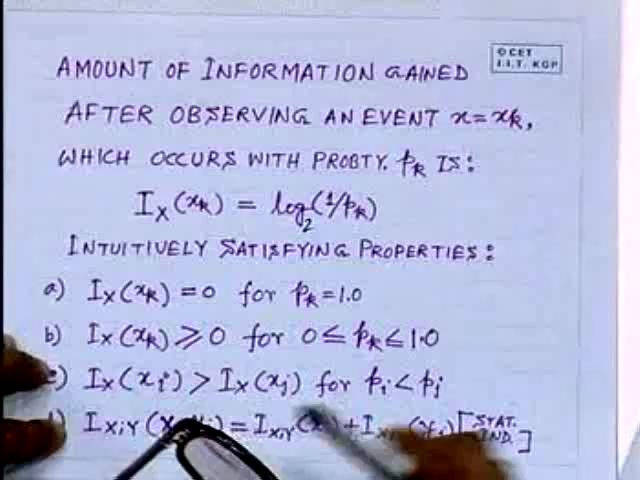 © CET
I.I.T. KGP
AMOUNT OF INFORMATION GAINED
AFTER OBSERVING AN EVENT x = xk,
WHICH OCCURS WITH PROBTY. pk IS:
IX(xk) = log2(1/pk)
INTUITIVELY SATISFYING PROPERTIES:
a) IX(xk) = 0 for pk = 1.0
b) IX(xk) ≥ 0 for 0 ≤ pk ≤ 1.0
c) IX(xi) > IX(xj) for pi < pj
IX,Y = IX,Y + [STAT. IND.]